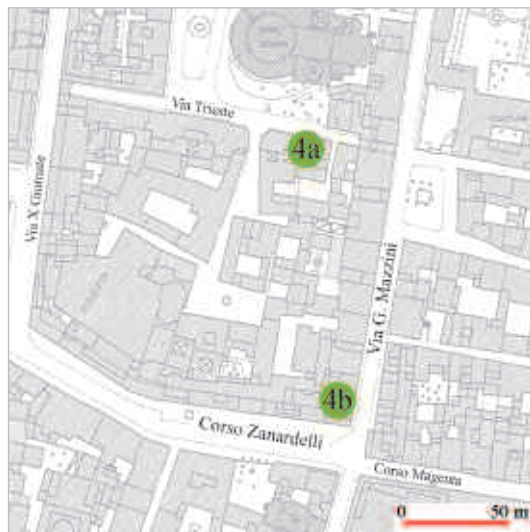 Via Trieste
4a
Via X Giornate
Via G. Mazzini
4b
Corso Zanardelli
Corso Magenta
0 50 m